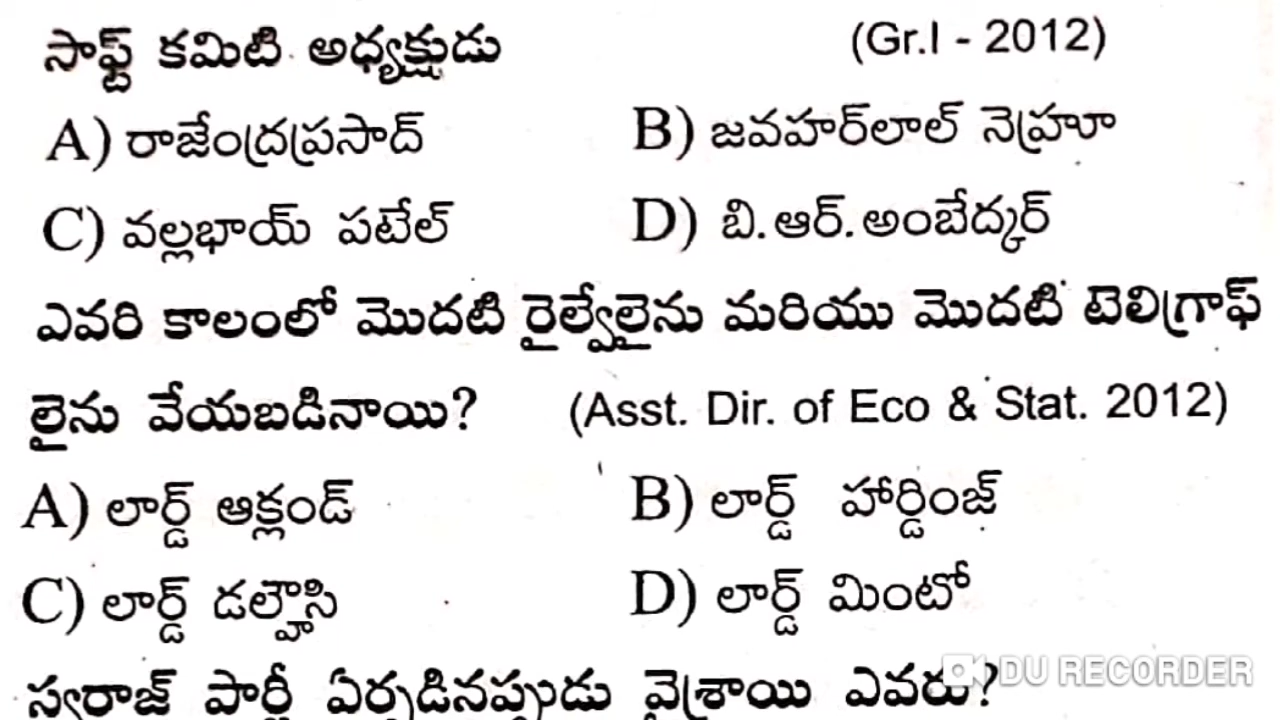 సాఫ్ట్ కమిటి అధ్యక్షుడు (Gr.I - 2012)
A) రాజేంద్రప్రసాద్ B) జవహర్‌లాల్ నెహ్రూ
C) వల్లభాయ్ పటేల్ D) బి.ఆర్.అంబేద్కర్
ఎవరి కాలంలో మొదటి రైల్వేలైను మరియు మొదటి టెలిగ్రాఫ్
లైను వేయబడినాయి? (Asst. Dir. of Eco & Stat. 2012)
A) లార్డ్ ఆక్లండ్ B) లార్డ్ హార్డింజ్
C) లార్డ్ డల్హౌసి D) లార్డ్ మింటో
స్వరాజ్ పార్టీ ఏర్పడినప్పుడు వైశ్రాయి ఎవరు?
DU RECORDER